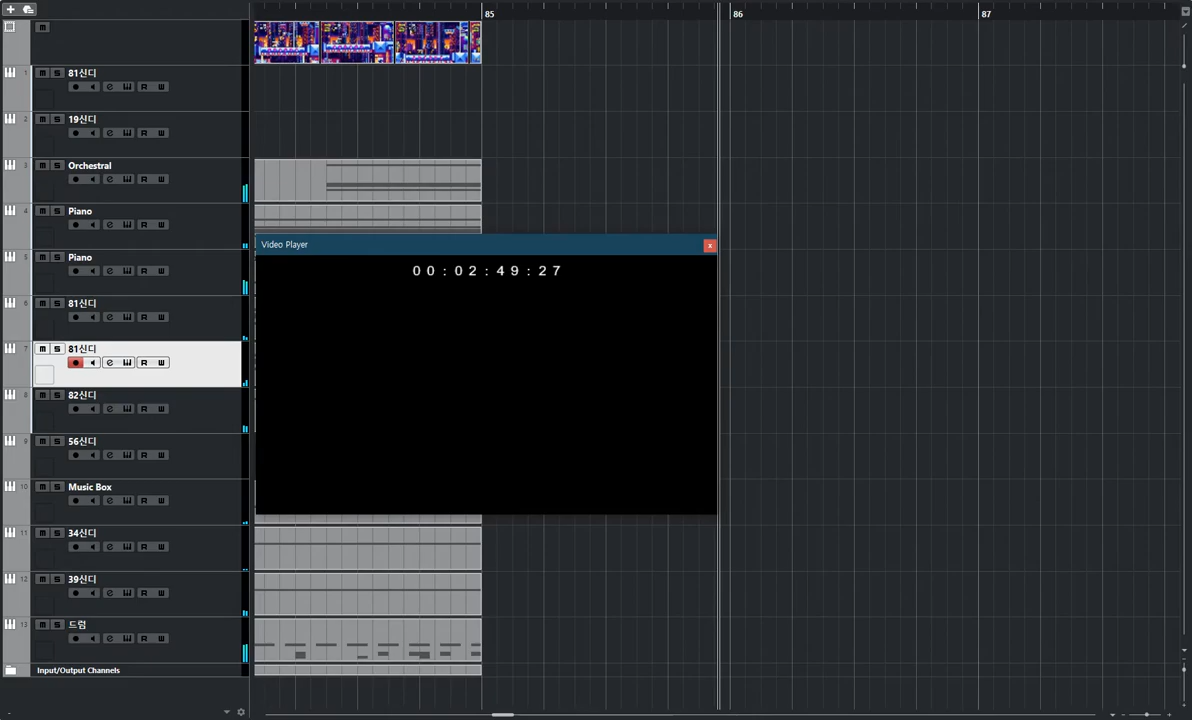 85
86
87
M
1
M S
81신디
R W
2
M S
19신디
R W
3
M S
Orchestral
R W
4
M S
Piano
R W
Video Player
x
00:02:49:27
5
M S
Piano
R W
6
M S
81신디
R W
7
M S
81신디
R W
8
M S
82신디
R W
9
M S
56신디
R W
10
M S
Music Box
R W
11
M S
34신디
R W
12
M S
39신디
R W
13
M S
드럼
R W
Input/Output Channels